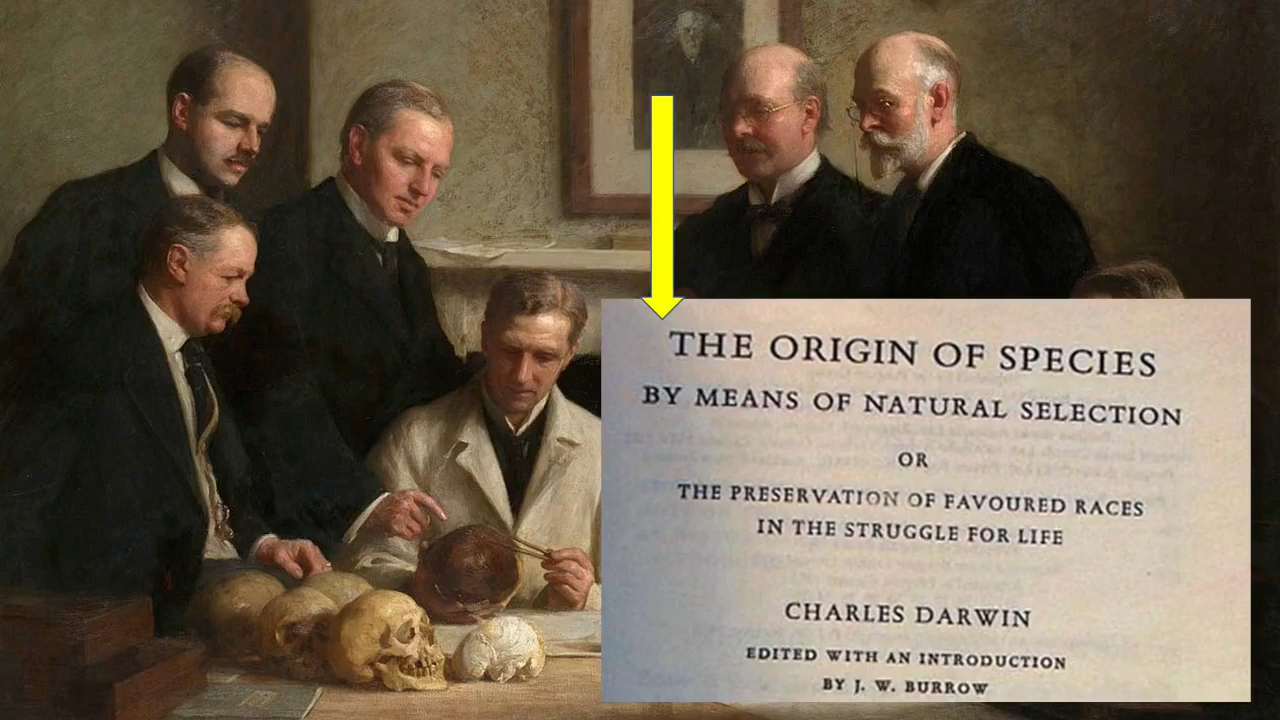 THE ORIGIN OF SPECIES
BY MEANS OF NATURAL SELECTION
OR
THE PRESERVATION OF FAVOURED RACES
IN THE STRUGGLE FOR LIFE
CHARLES DARWIN
EDITED WITH AN INTRODUCTION
BY J. W. BURROW